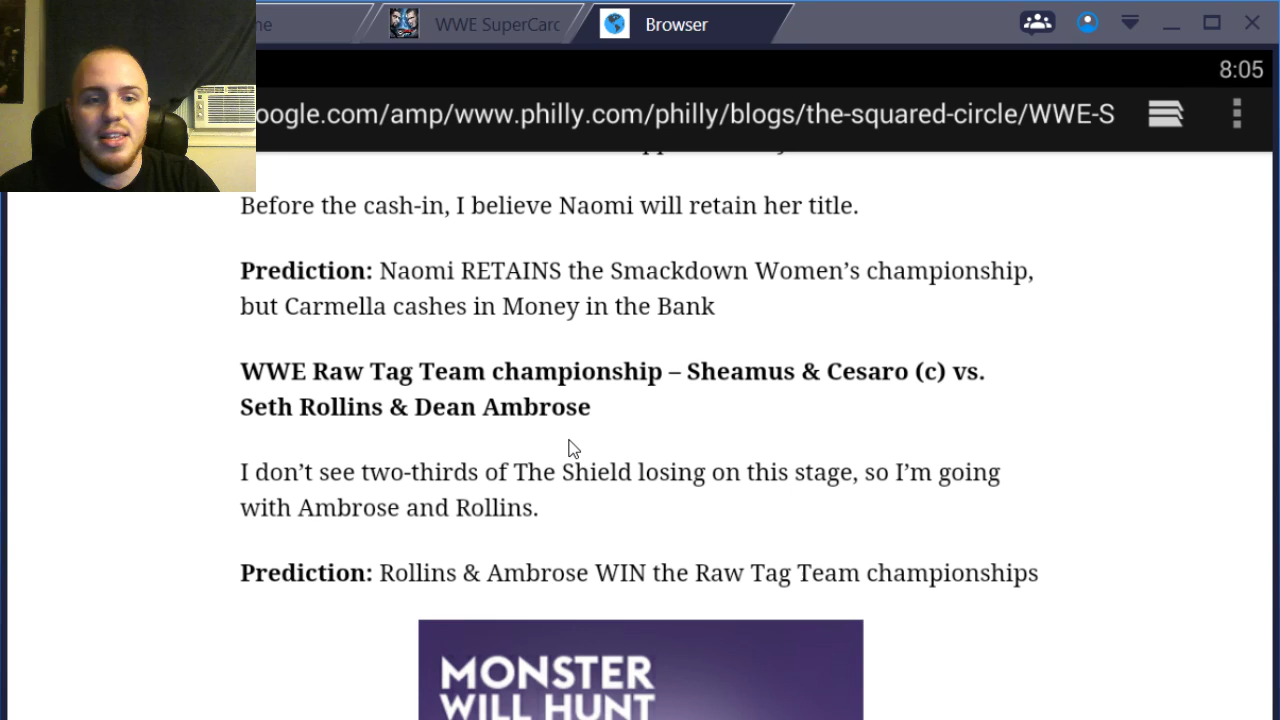 me
WWE SuperCard
Browser
8:05
oogle.com/amp/www.philly.com/philly/blogs/the-squared-circle/WWE-S
Before the cash-in, I believe Naomi will retain her title.
Prediction: Naomi RETAINS the Smackdown Women’s championship,
but Carmella cashes in Money in the Bank
WWE Raw Tag Team championship – Sheamus & Cesaro (c) vs.
Seth Rollins & Dean Ambrose
I don’t see two-thirds of The Shield losing on this stage, so I’m going
with Ambrose and Rollins.
Prediction: Rollins & Ambrose WIN the Raw Tag Team championships
MONSTER
WILL HUNT